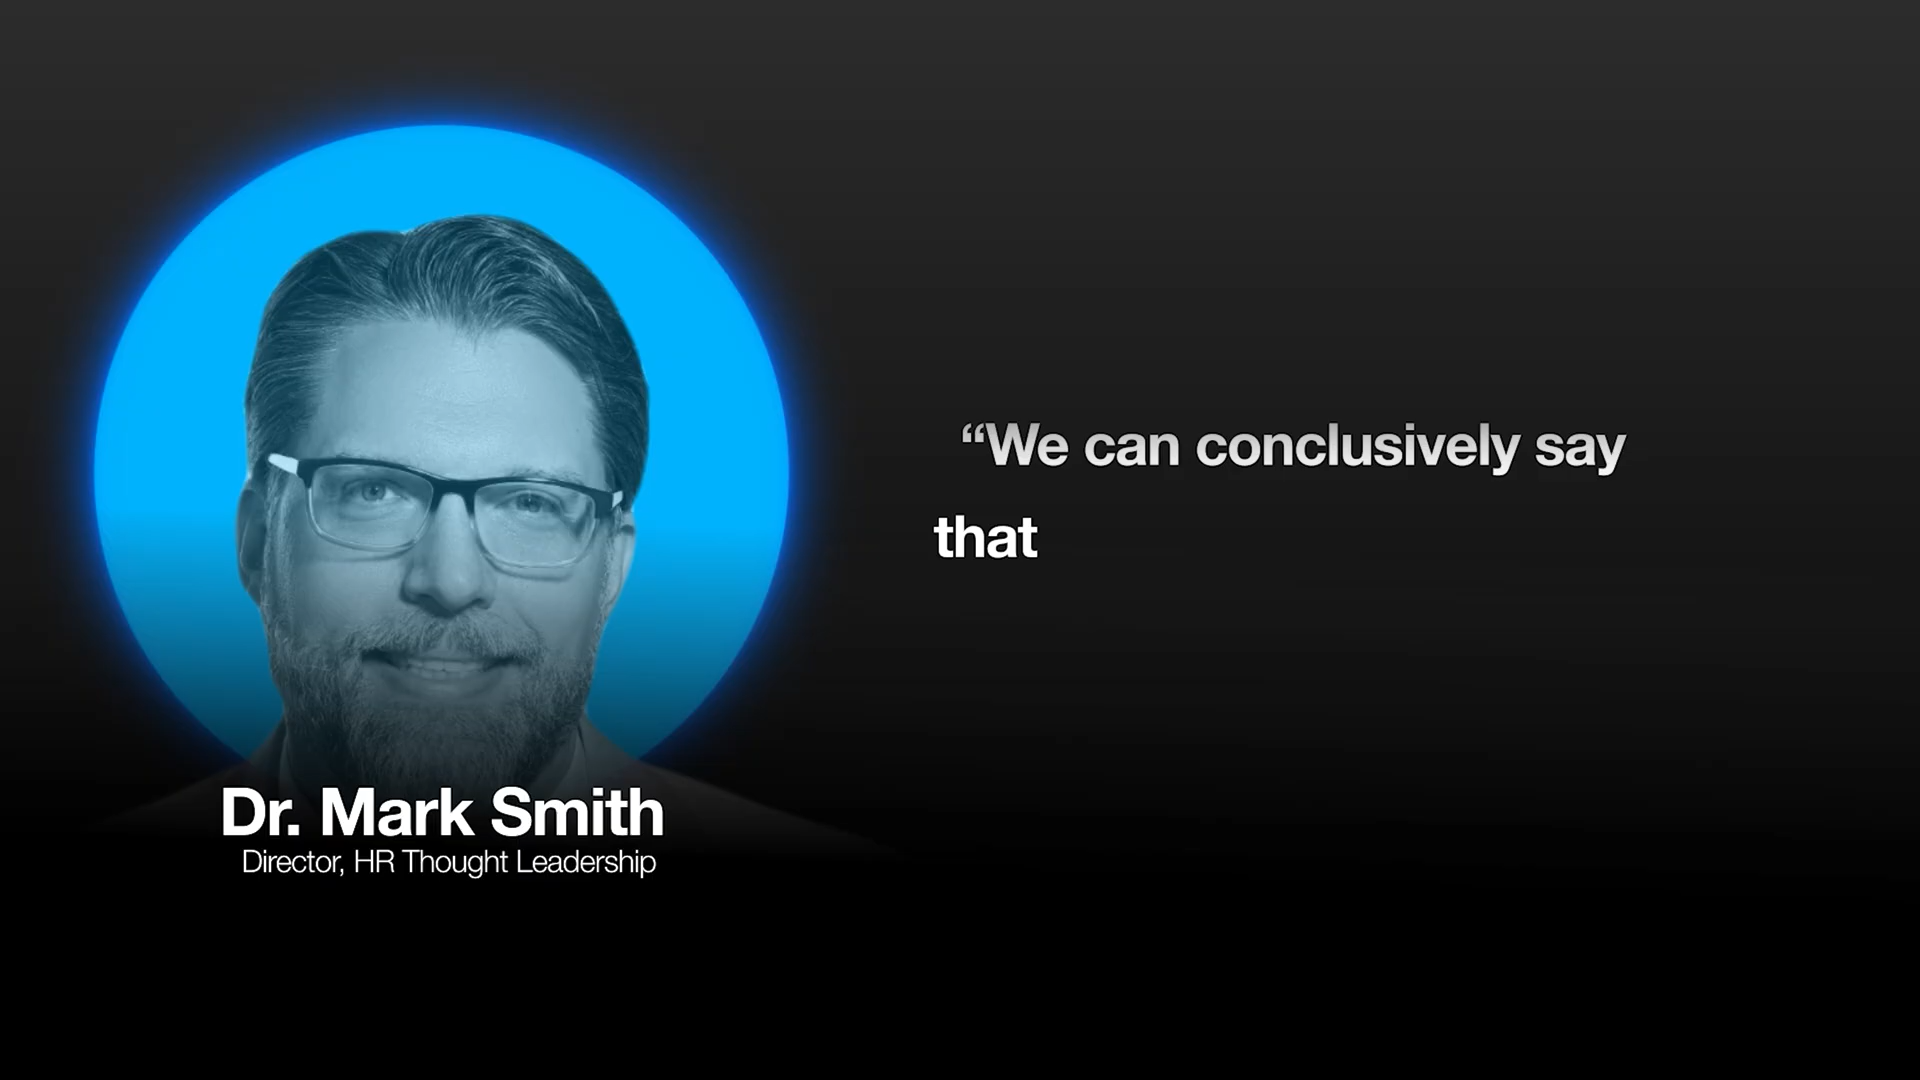 “We can conclusively say
that
Dr. Mark Smith
Director, HR Thought Leadership